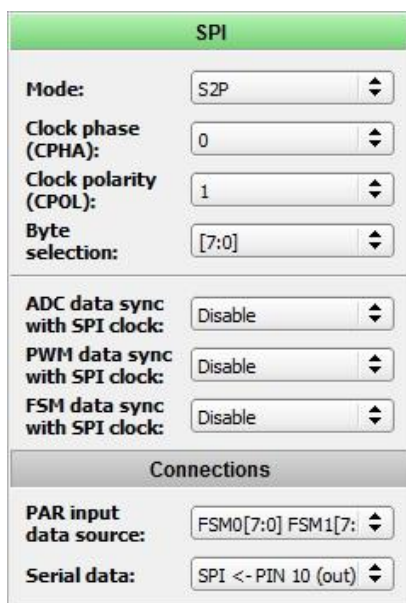 SPI
Mode: S2P
Clock phase
(CPHA): 0
Clock polarity
(CPOL): 1
Byte
selection: [7:0]
ADC data sync
with SPI clock: Disable
PWM data sync
with SPI clock: Disable
FSM data sync
with SPI clock: Disable
Connections
PAR input
data source: FSM0[7:0] FSM1[7:
Serial data: SPI <- PIN 10 (out)